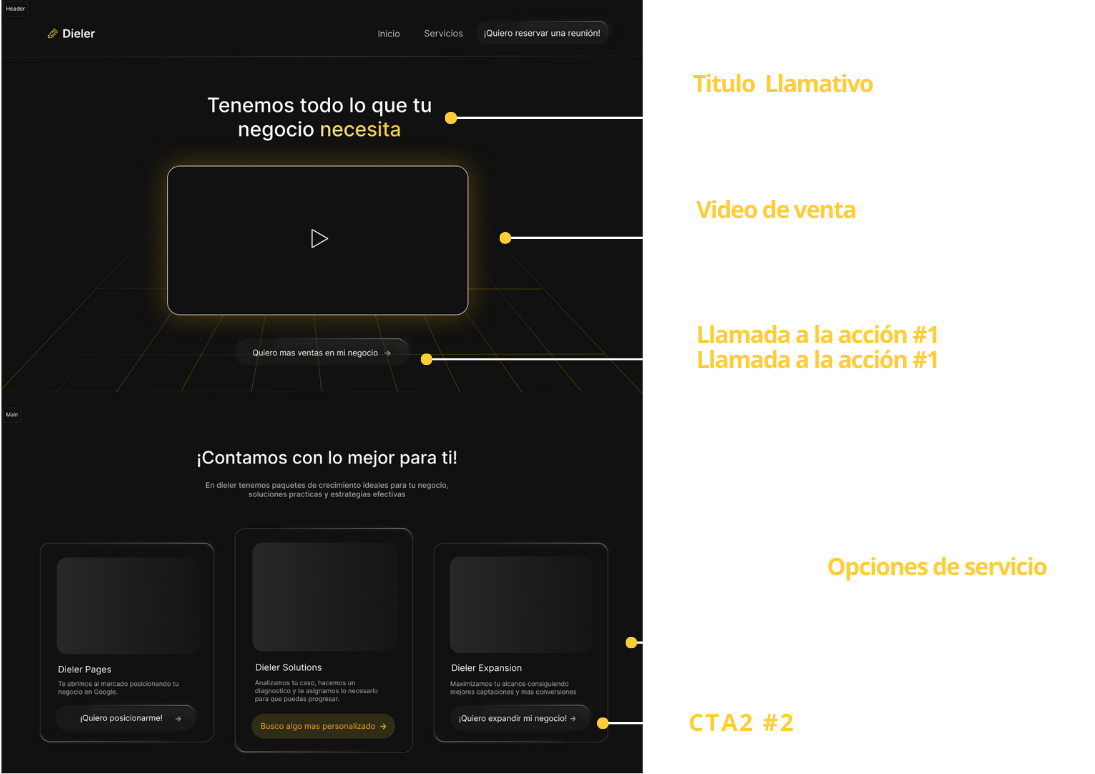 Header
Dieler
Inicio
Servicios
¡Quiero reservar una reunión!
Tenemos todo lo que tu
negocio necesita
Titulo Llamativo
Video de venta
Quiero mas ventas en mi negocio →
Llamada a la acción #1
Llamada a la acción #1
Main
¡Contamos con lo mejor para ti!
En dieler tenemos paquetes de crecimiento ideales para tu negocio,
soluciones practicas y estrategias efectivas
Opciones de servicio
Dieler Pages
Te abrimos al mercado posicionando tu
negocio en Google.
¡Quiero posicionarme! →
Dieler Solutions
Analizamos tu caso, hacemos un
diagnostico y te asignamos lo necesario
para que puedas progresar.
Busco algo mas personalizado →
Dieler Expansion
Maximizamos tu alcance consiguiendo
mejores captaciones y mas conversiones
¡Quiero expandir mi negocio! →
CTA2 #2